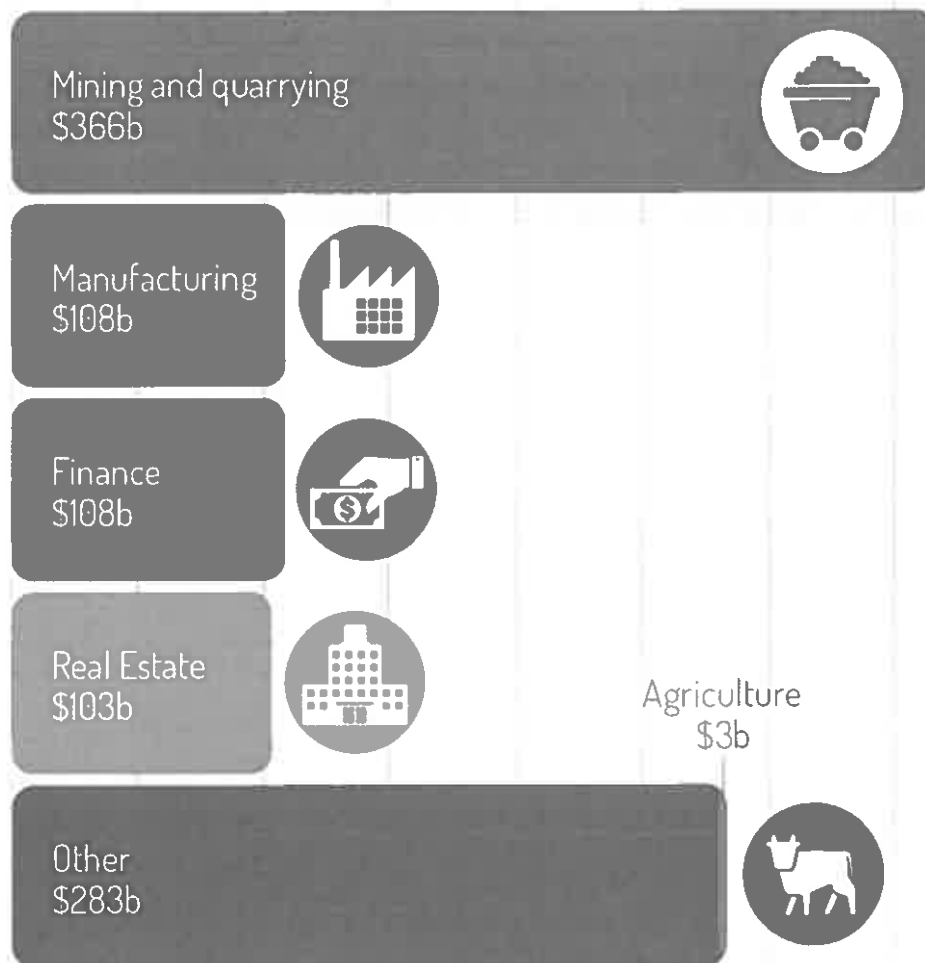 Mining and quarrying
$366b
Manufacturing
$108b
Finance
$108b
$
Real Estate
$103b
Agriculture
$3b
Other
$283b